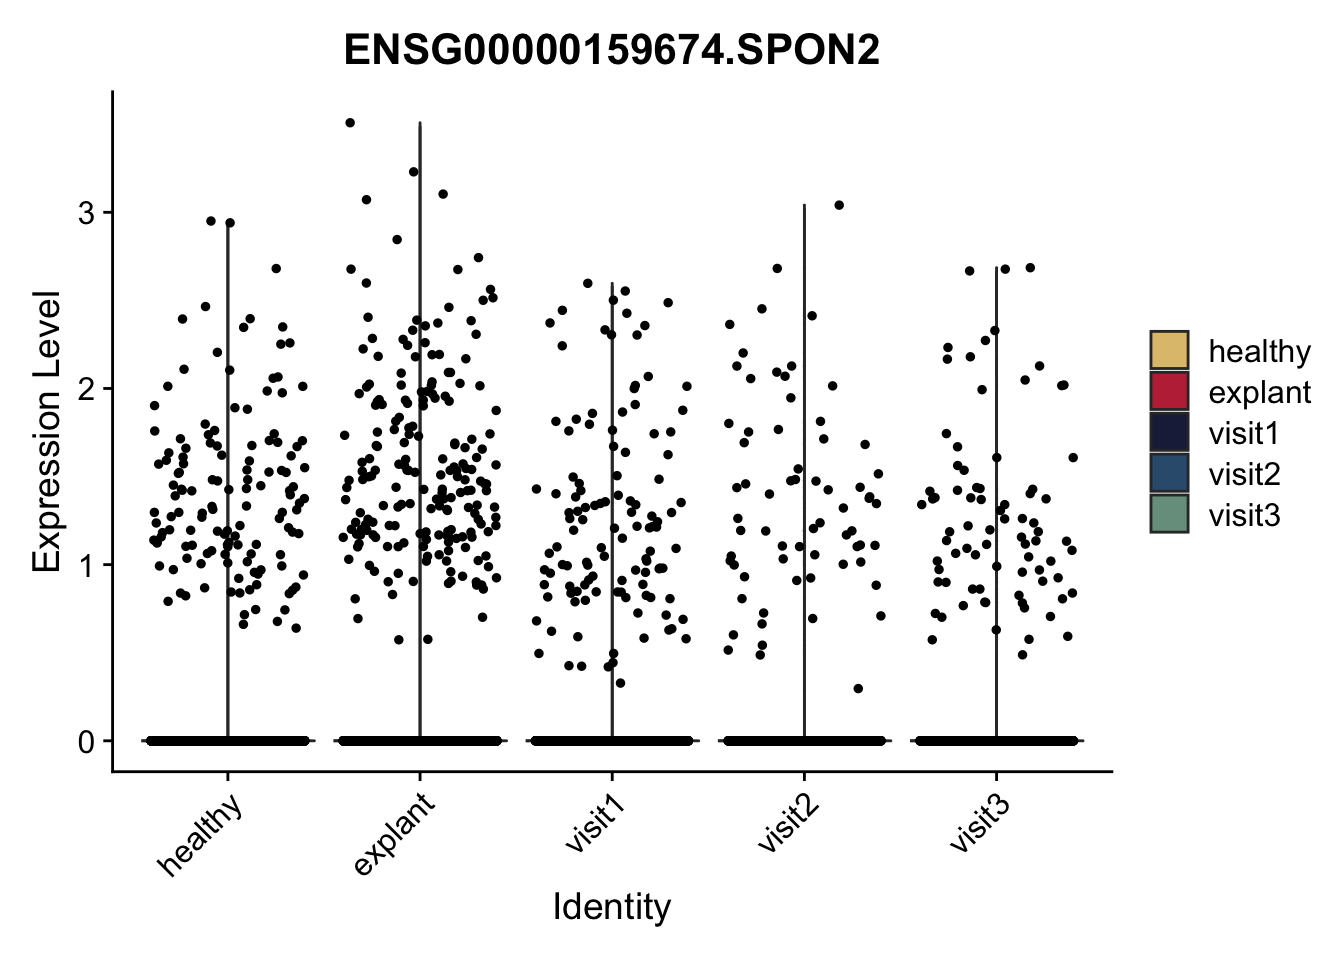 ENSG00000159674.SPON2
Expression Level
3
2
1
0
healthy
explant
visit1
visit2
visit3
Identity
healthy
explant
visit1
visit2
visit3